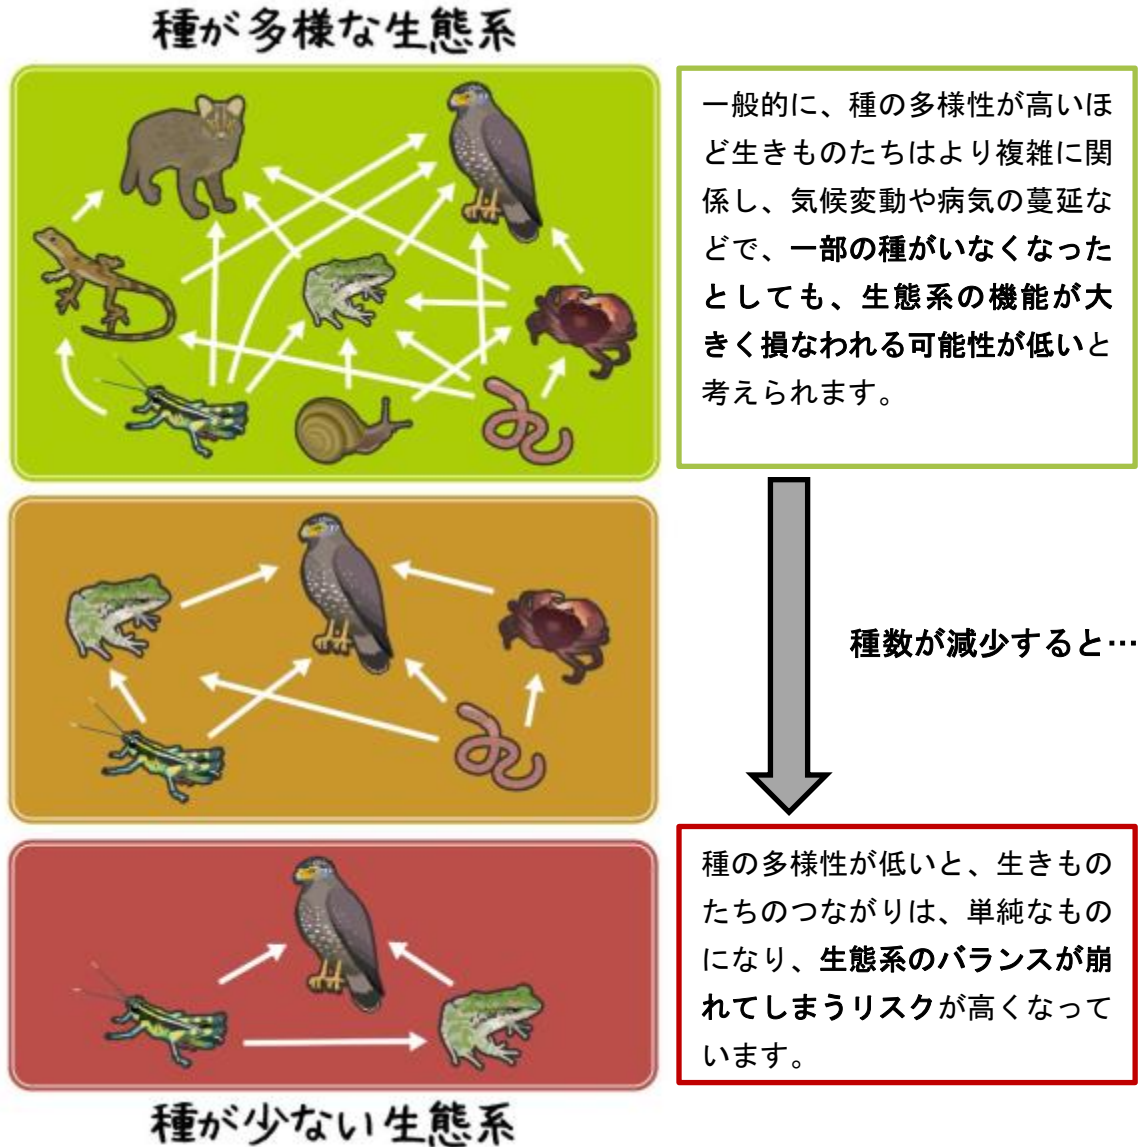 種が多様な生態系
一般的に、種の多様性が高いほ
ど生きものたちはより複雑に関
係し、気候変動や病気の蔓延な
どで、一部の種がいなくなった
としても、生態系の機能が大
きく損なわれる可能性が低いと
考えられます。
種数が減少すると…
種の多様性が低いと、生きもの
たちのつながりは、単純なもの
になり、生態系のバランスが崩
れてしまうリスクが高くなって
います。
種が少ない生態系